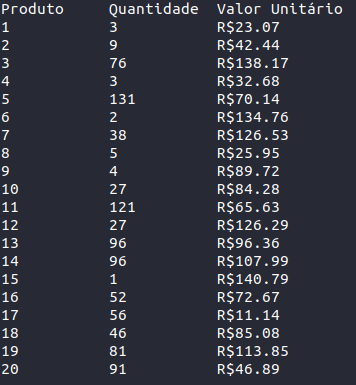 Produto Quantidade Valor Unitário
1 3 R$23.07
2 9 R$42.44
3 76 R$138.17
4 3 R$32.68
5 131 R$70.14
6 2 R$134.76
7 38 R$126.53
8 5 R$25.95
9 4 R$89.72
10 27 R$84.28
11 121 R$65.63
12 27 R$126.29
13 96 R$96.36
14 96 R$107.99
15 1 R$140.79
16 52 R$72.67
17 56 R$11.14
18 46 R$85.08
19 81 R$113.85
20 91 R$46.89